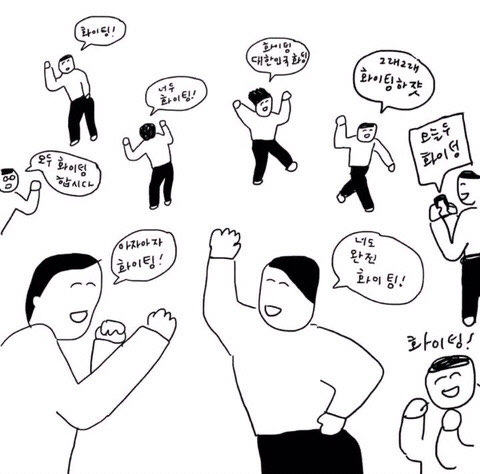 화이팅!
너두
화이팅!
화이팅
대한민국 화팅
그래그래
화이팅하쟛
오늘두
화이팅
모두 화이팅
합시다
아자아자
화이팅!
너도
완전
화이팅!
화이팅!